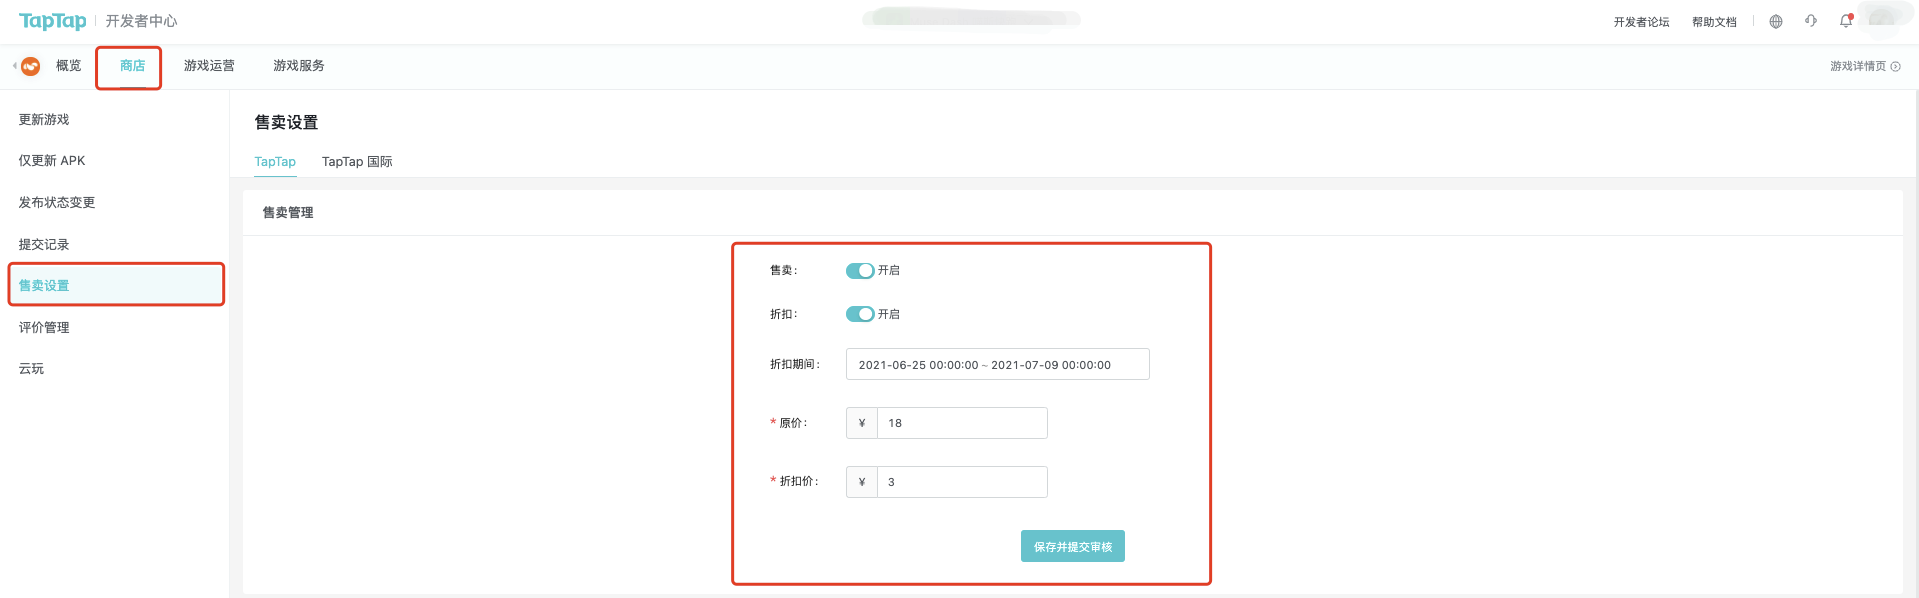 TapTap 开发者中心
开发者论坛 帮助文档
概览 商店 游戏运营 游戏服务
游戏详情页
更新游戏
仅更新 APK
发布状态变更
提交记录
售卖设置
评价管理
云玩
售卖设置
TapTap TapTap 国际
售卖管理
售卖： 开启
折扣： 开启
折扣期间： 2021-06-25 00:00:00 ~ 2021-07-09 00:00:00
* 原价： ¥ 18
* 折扣价： ¥ 3
保存并提交审核